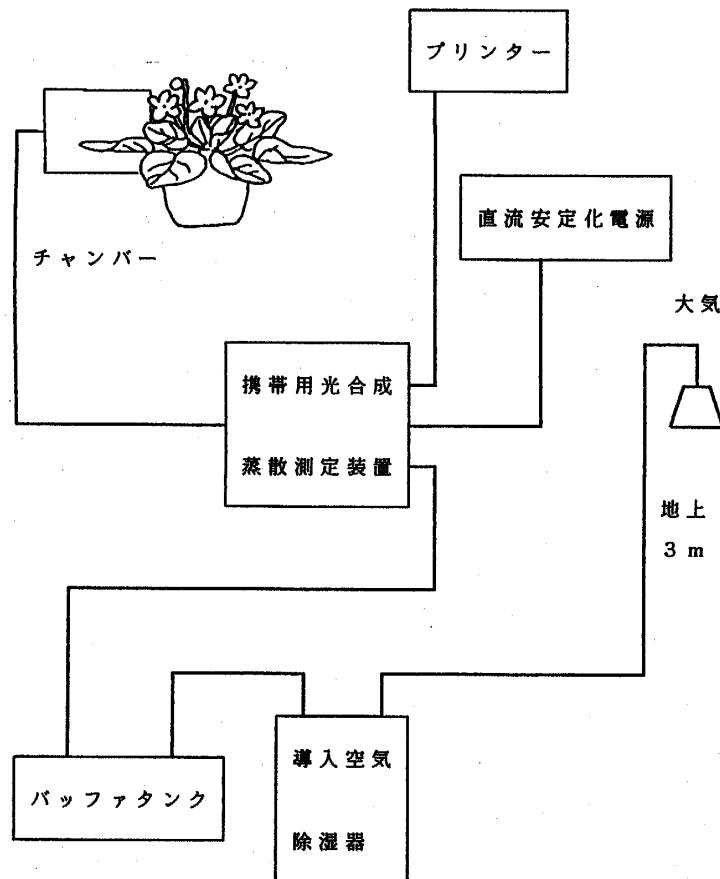 プリンター
直流安定化電源
チャンバー
大気
携帯用光合成
蒸散測定装置
地上
3m
導入空気
バッファタンク
除湿器